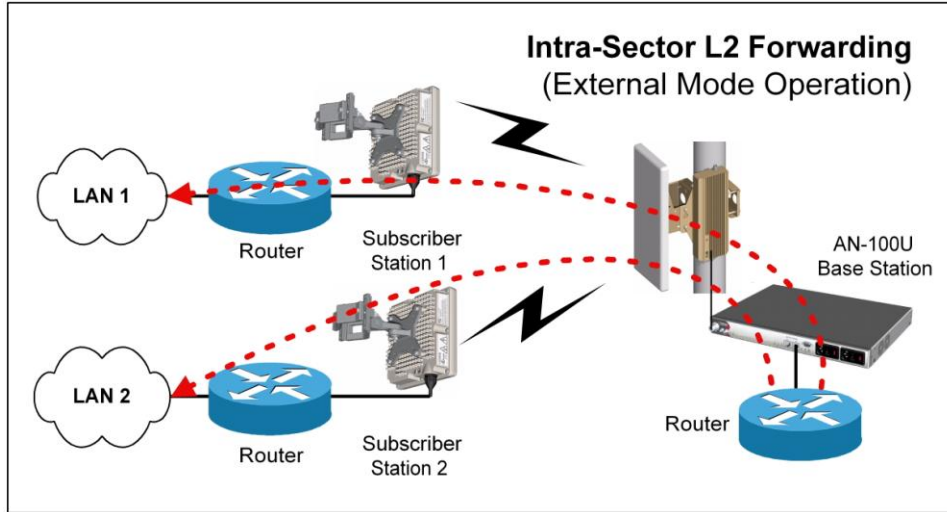 Intra-Sector L2 Forwarding
(External Mode Operation)
LAN 1
Router
Subscriber
Station 1
AN-100U
Base Station
LAN 2
Router
Subscriber
Station 2
Router